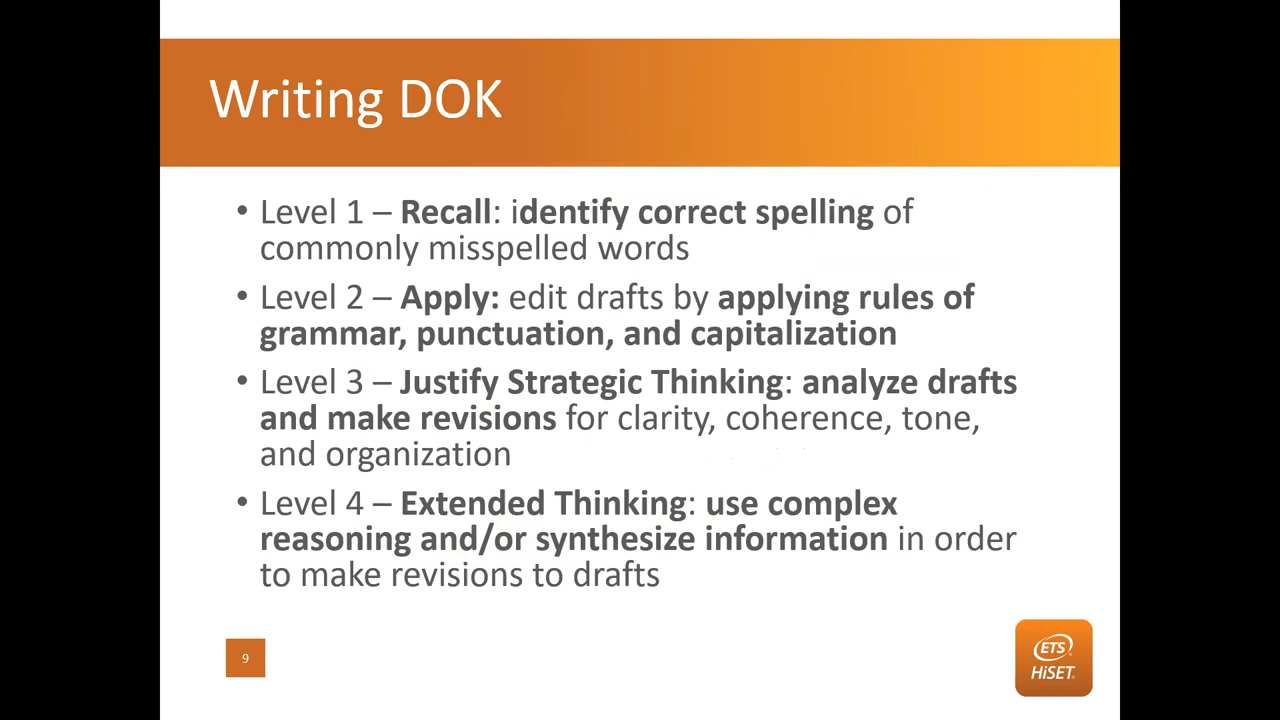 Writing DOK
• Level 1 – Recall: identify correct spelling of
commonly misspelled words
• Level 2 – Apply: edit drafts by applying rules of
grammar, punctuation, and capitalization
• Level 3 – Justify Strategic Thinking: analyze drafts
and make revisions for clarity, coherence, tone,
and organization
• Level 4 – Extended Thinking: use complex
reasoning and/or synthesize information in order
to make revisions to drafts
9
ETS
HiSET